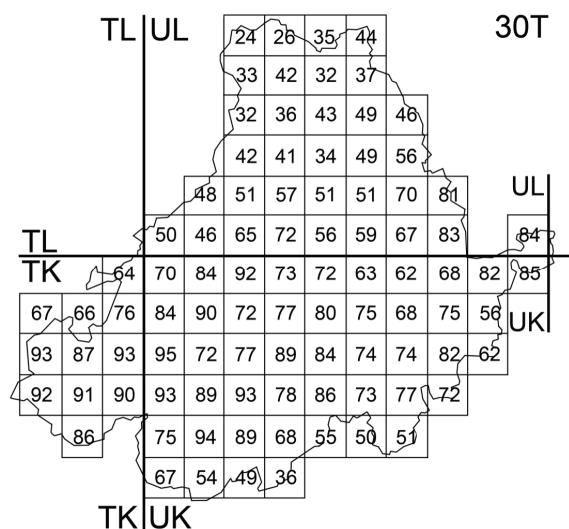 TL UL 24 26 35 44 30T
33 42 32 37
32 36 43 49 46
42 41 34 49 56
48 51 57 51 51 70 81 UL
TL 50 46 65 72 56 59 67 83 84
TK 64 70 84 92 73 72 63 62 68 82 85
67 66 76 84 90 72 77 80 75 68 75 56 UK
93 87 93 95 72 77 89 84 74 74 82 62
92 91 90 93 89 93 78 86 73 77 72
86 75 94 89 68 55 50 51
67 54 49 36
TK UK